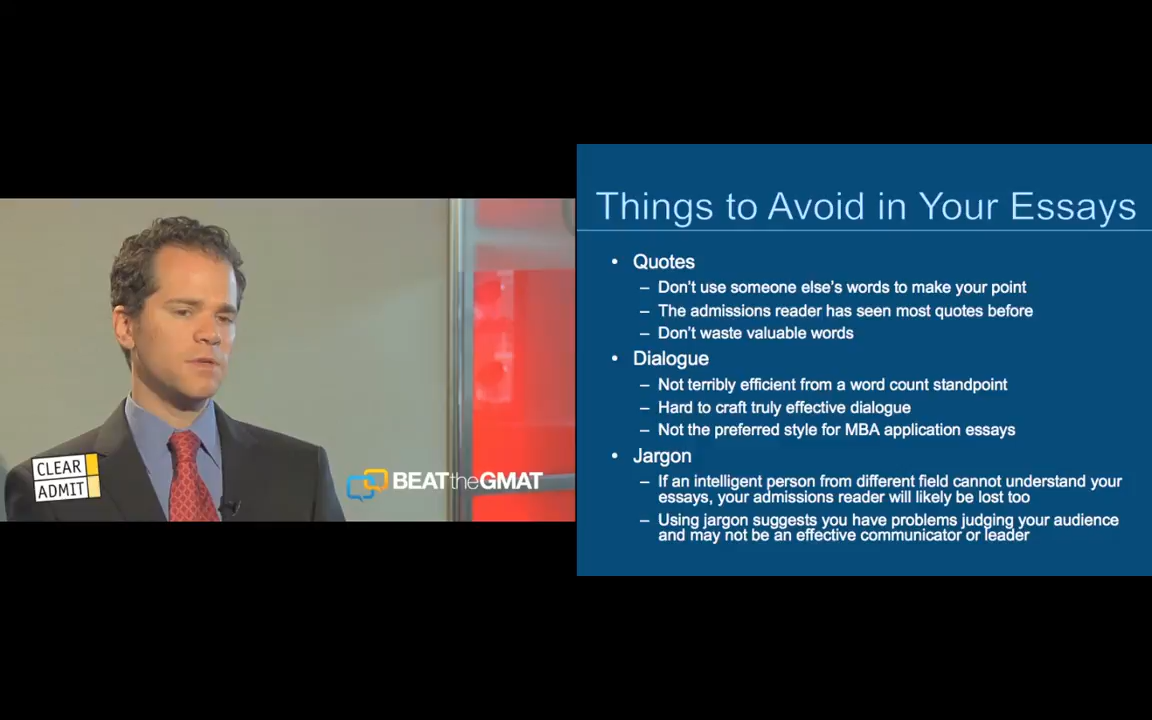 CLEAR
ADMIT
BEATtheGMAT
Things to Avoid in Your Essays
• Quotes
– Don't use someone else's words to make your point
– The admissions reader has seen most quotes before
– Don't waste valuable words
• Dialogue
– Not terribly efficient from a word count standpoint
– Hard to craft truly effective dialogue
– Not the preferred style for MBA application essays
• Jargon
– If an intelligent person from different field cannot understand your
essays, your admissions reader will likely be lost too
– Using jargon suggests you have problems judging your audience
and may not be an effective communicator or leader